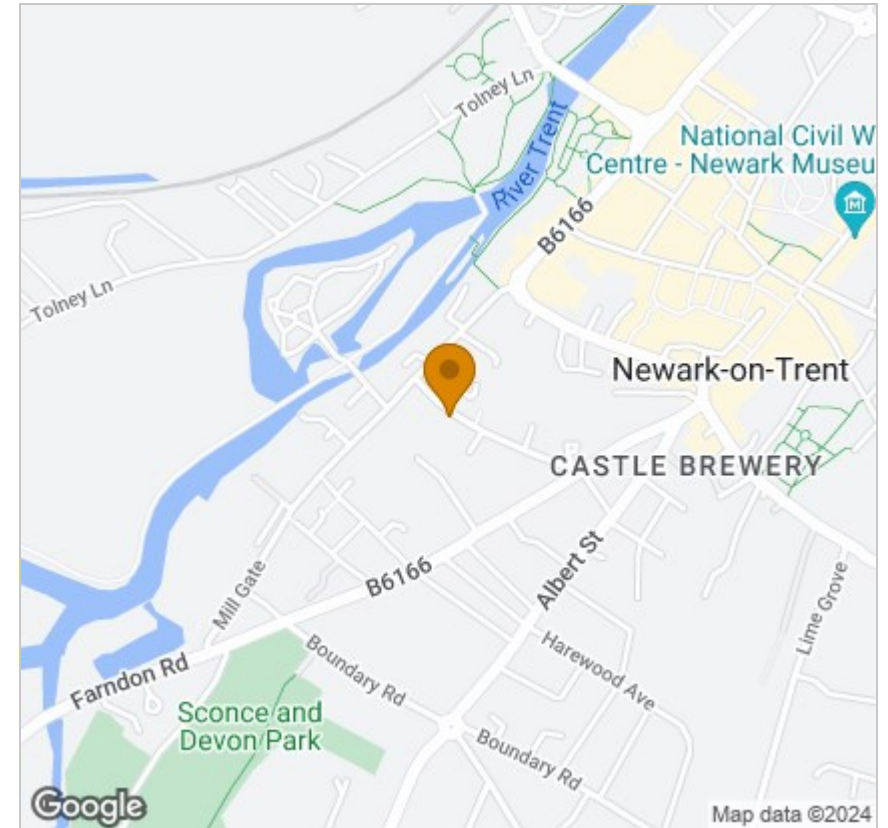 Tolney Ln
River Trent
National Civil W
Centre - Newark Museu
B6166
Tolney Ln
Newark-on-Trent
CASTLE BREWERY
B6166
Albert St
Mill Gate
Lime Grove
Farndon Rd
Boundary Rd
Harewood Ave
Sconce and
Devon Park
Boundary Rd
Google
Map data ©2024